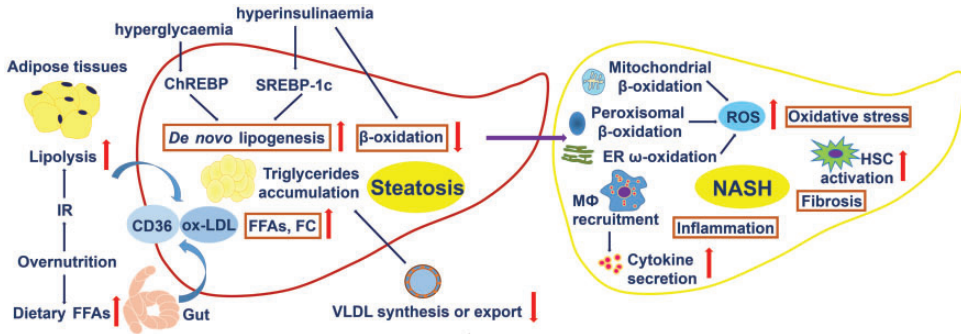 hyperglycaemia
hyperinsulinaemia
Adipose tissues
ChREBP
SREBP-1c
De novo lipogenesis
β-oxidation
Lipolysis
Triglycerides
accumulation
Steatosis
IR
CD36
ox-LDL
FFAs, FC
Overnutrition
Dietary FFAs
Gut
VLDL synthesis or export
Mitochondrial
β-oxidation
Peroxisomal
β-oxidation
ROS
Oxidative stress
ER ω-oxidation
HSC
activation
NASH
MΦ
recruitment
Fibrosis
Inflammation
Cytokine
secretion